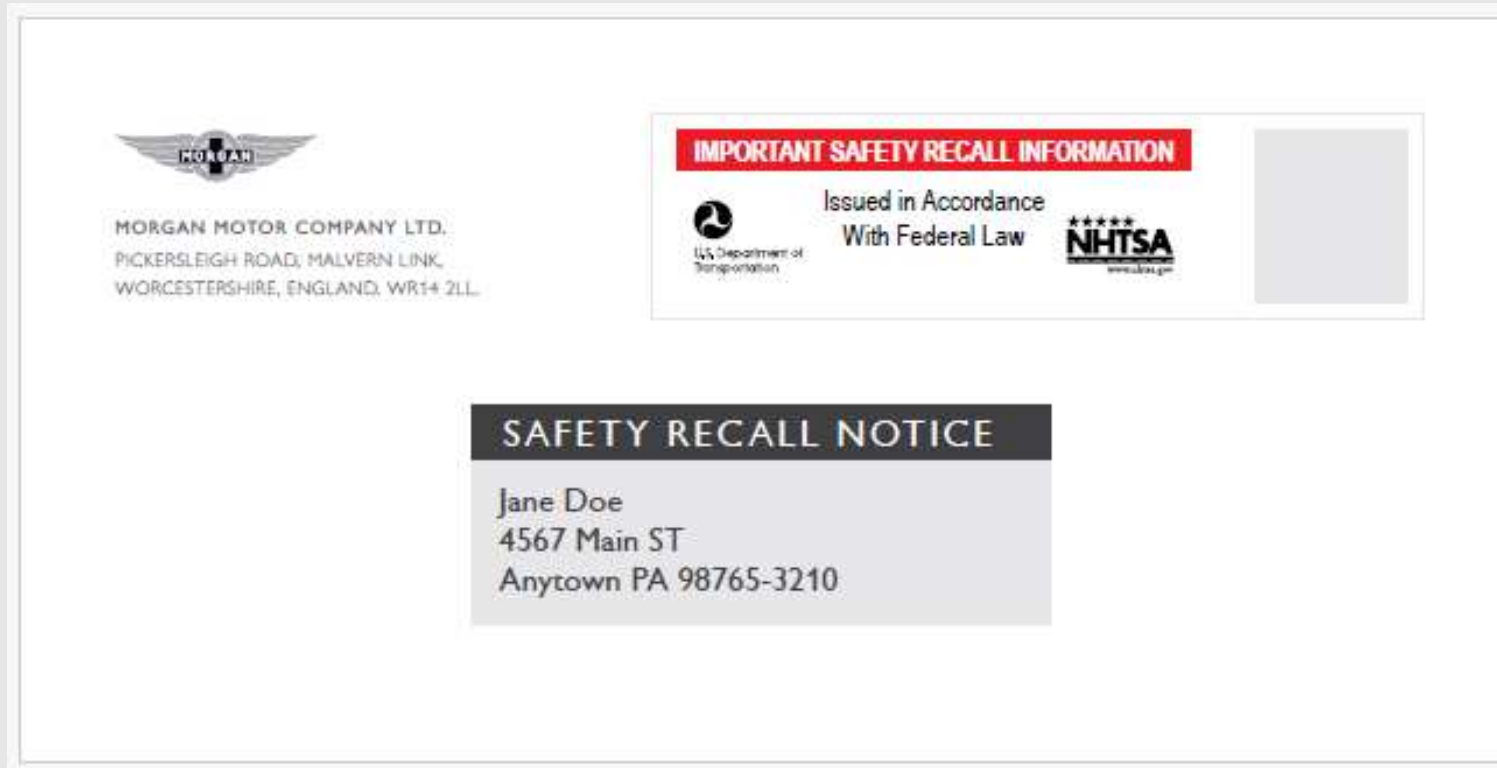 MORGAN
MORGAN MOTOR COMPANY LTD.
PICKERSLEIGH ROAD, MALVERN LINK,
WORCESTERSHIRE, ENGLAND, WR14 2LL.
IMPORTANT SAFETY RECALL INFORMATION
Issued in Accordance
With Federal Law
U.S. Department of
Transportation
NHTSA
SAFETY RECALL NOTICE
Jane Doe
4567 Main ST
Anytown PA 98765-3210